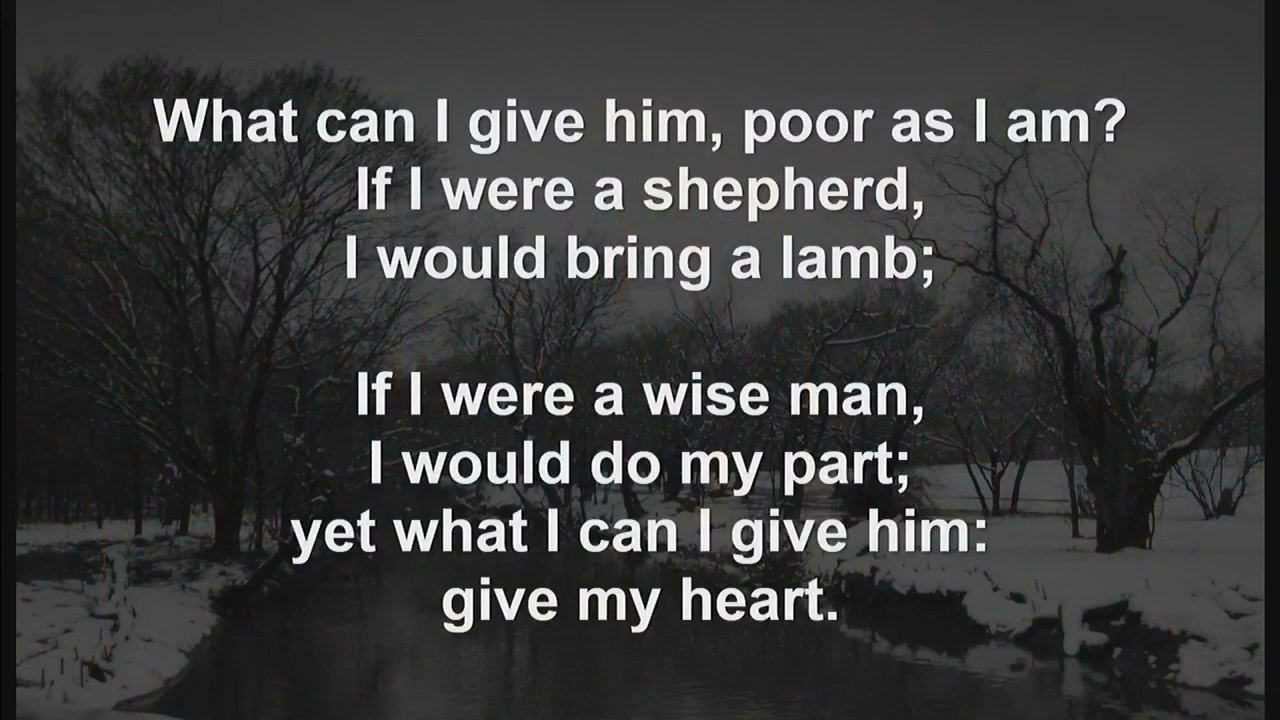 What can I give him, poor as I am?
If I were a shepherd,
I would bring a lamb;
If I were a wise man,
I would do my part;
yet what I can I give him:
give my heart.